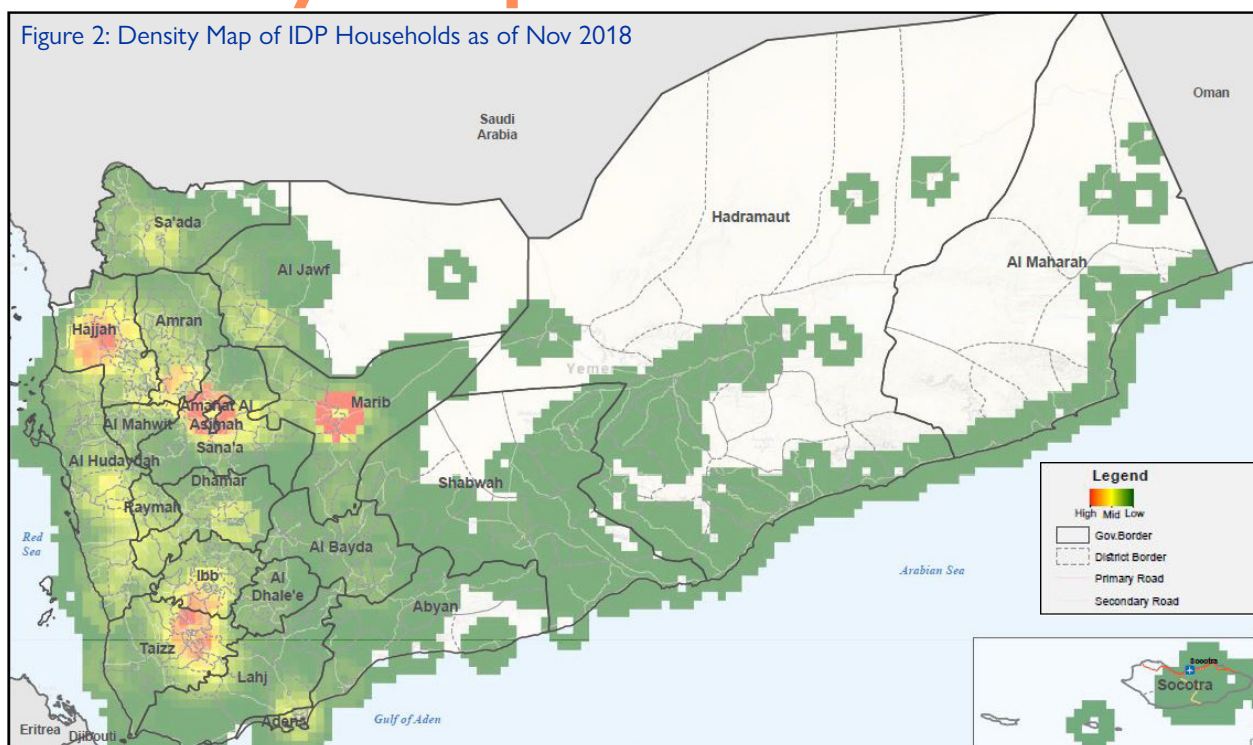 Figure 2: Density Map of IDP Households as of Nov 2018
Oman
Saudi
Arabia
Sa'ada
Hadramaut
Al Jawf
Al Maharah
Hajjah
Amran
Yemen
Marib
Amanat Al
Asimah
Al Mahwit
Sana'a
Al Hudaydah
Dhamar
Shabwah
Raymah
Red
Sea
Al Bayda
Ibb
Al
Dhale'e
Abyan
Arabian Sea
Taizz
Lahj
Aden
Gulf of Aden
Eritrea
Djibouti
Legend
High Mid Low
Gov.Border
District Border
Primary Road
Secondary Road
Socotra
Socotra